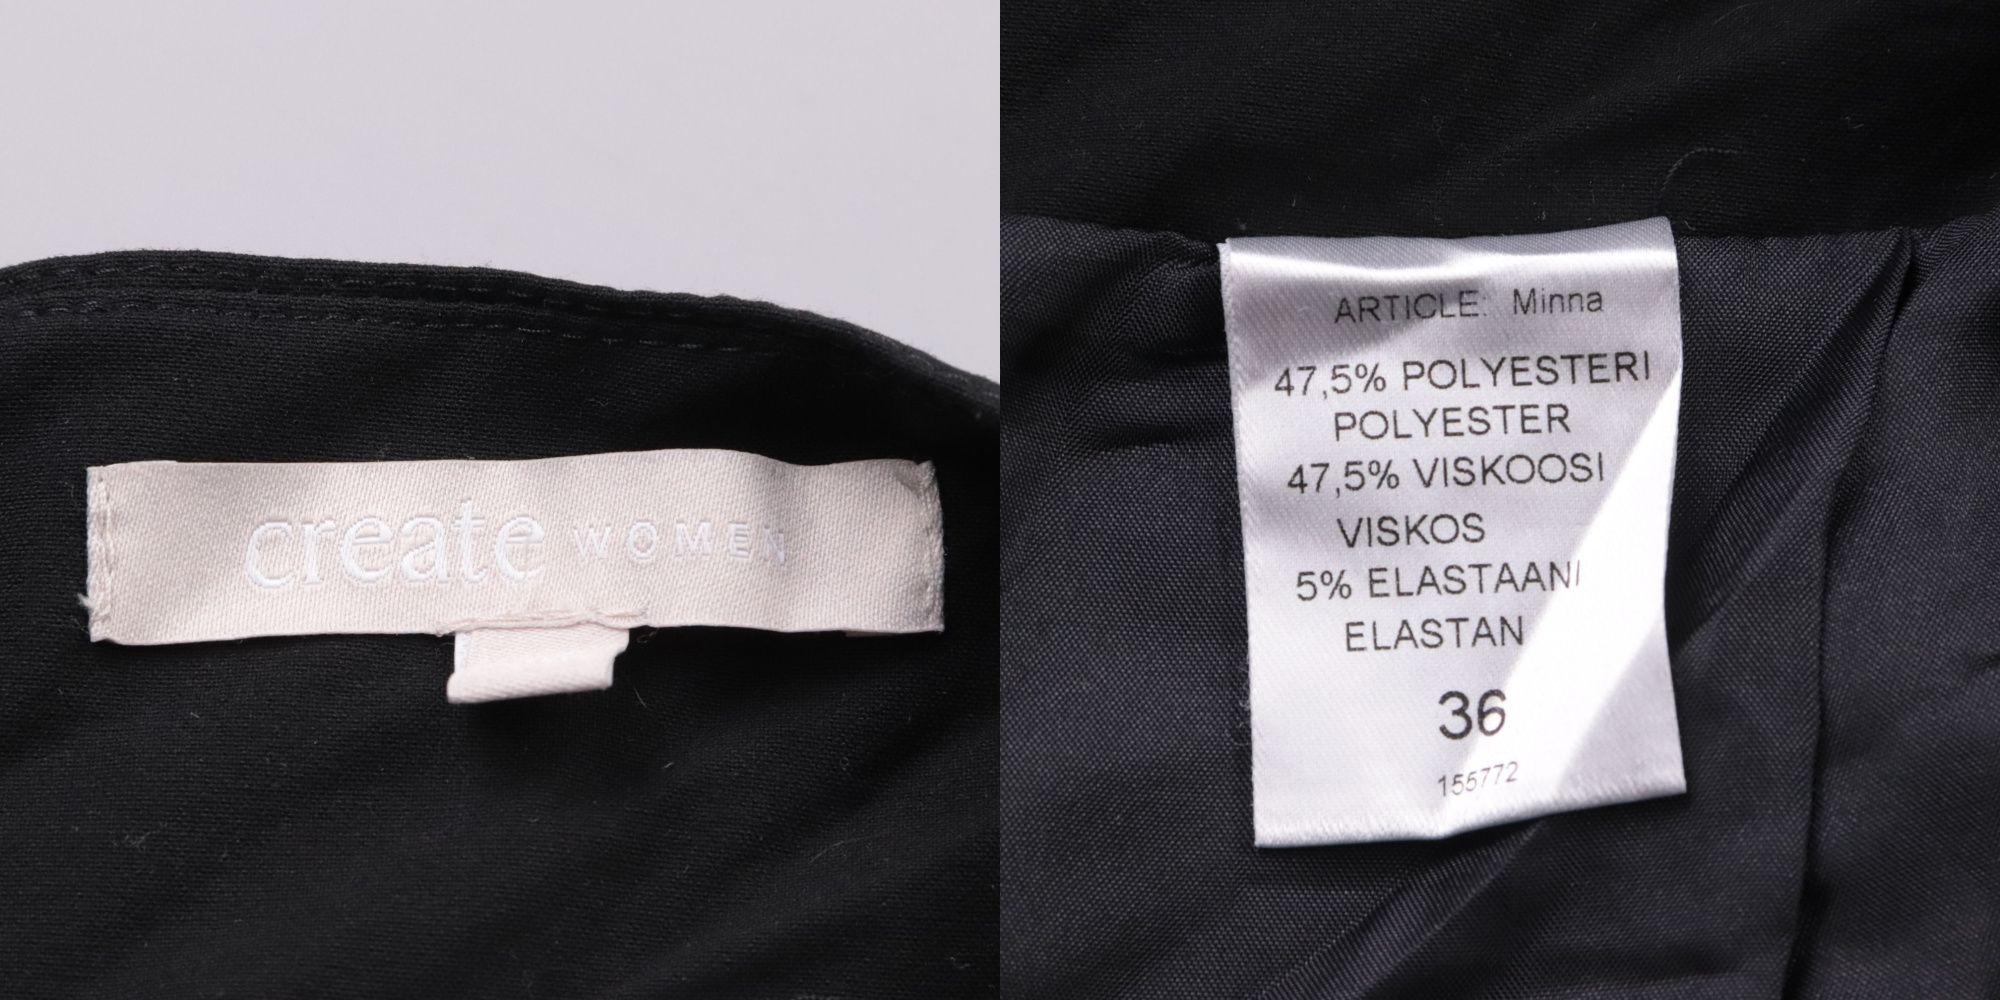 create WOMEN
ARTICLE: Minna
47,5% POLYESTERI
POLYESTER
47,5% VISKOOSI
VISKOS
5% ELASTAANI
ELASTAN
36
155772